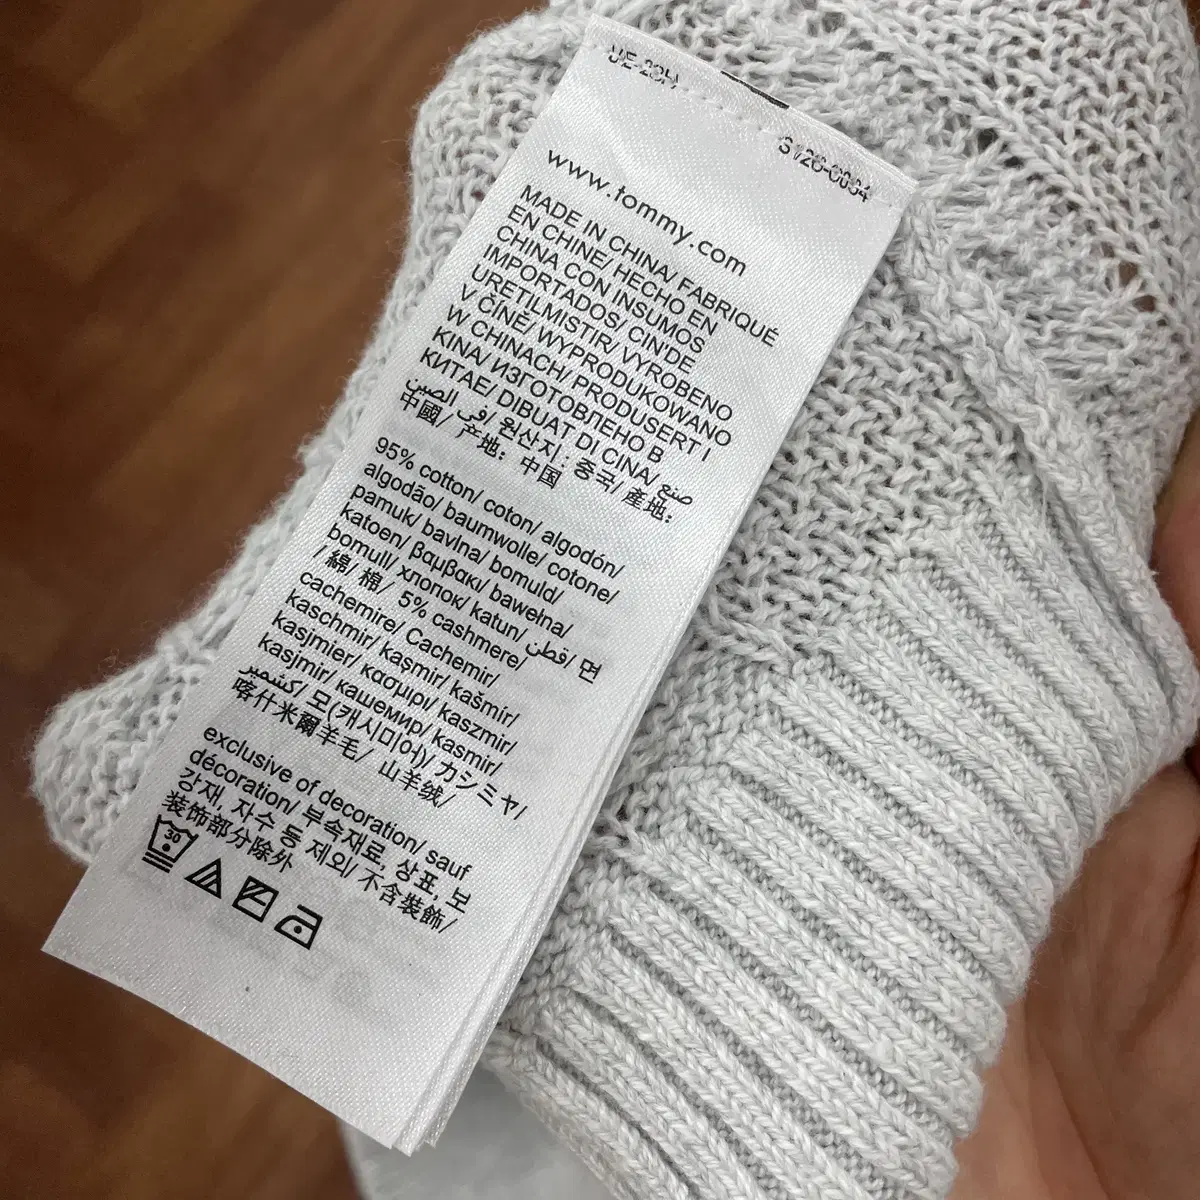 www.tommy.com
MADE IN CHINA/ FABRIQUÉ
EN CHINE/ HECHO EN
CHINA CON INSUMOS
IMPORTADOS/ CIN'DE
URETILMISTIR/ VYROBENO
V ČÍNĚ/ WYPRODUKOWANO
W CHINACH/ PRODUSERT I
KINA/ ИЗГОТОВЛЕНО В
КИТАЕ/ DIBUAT DI CINA/ صنع
في الصين/ 원산지: 중국/ 產地:
中國/ 产地: 中国
95% cotton/ coton/ algodón/
algodão/ baumwolle/ cotone/
pamuk/ bavlna/ bomuld/
katoen/ βαμβακι/ bawełna/
bomull/ хлопок/ katun/ قطن/ 면
/ 綿/ 棉/ 5% cashmere/
cachemire/ Cachemir/
kaschmir/ kaşmir/ kašmír/
kasjmier/ κασμιρι/ kaszmir/
kasjmir/ кашемир/ kasmir/
كشمير/ 모(캐시미어)/ カシミヤ/
喀什米爾羊毛/ 山羊绒/
exclusive of decoration/ sauf
décoration/ 부속재료, 상표, 보
강재, 자수 등 제외/ 不含裝飾/
装饰部分除外
30